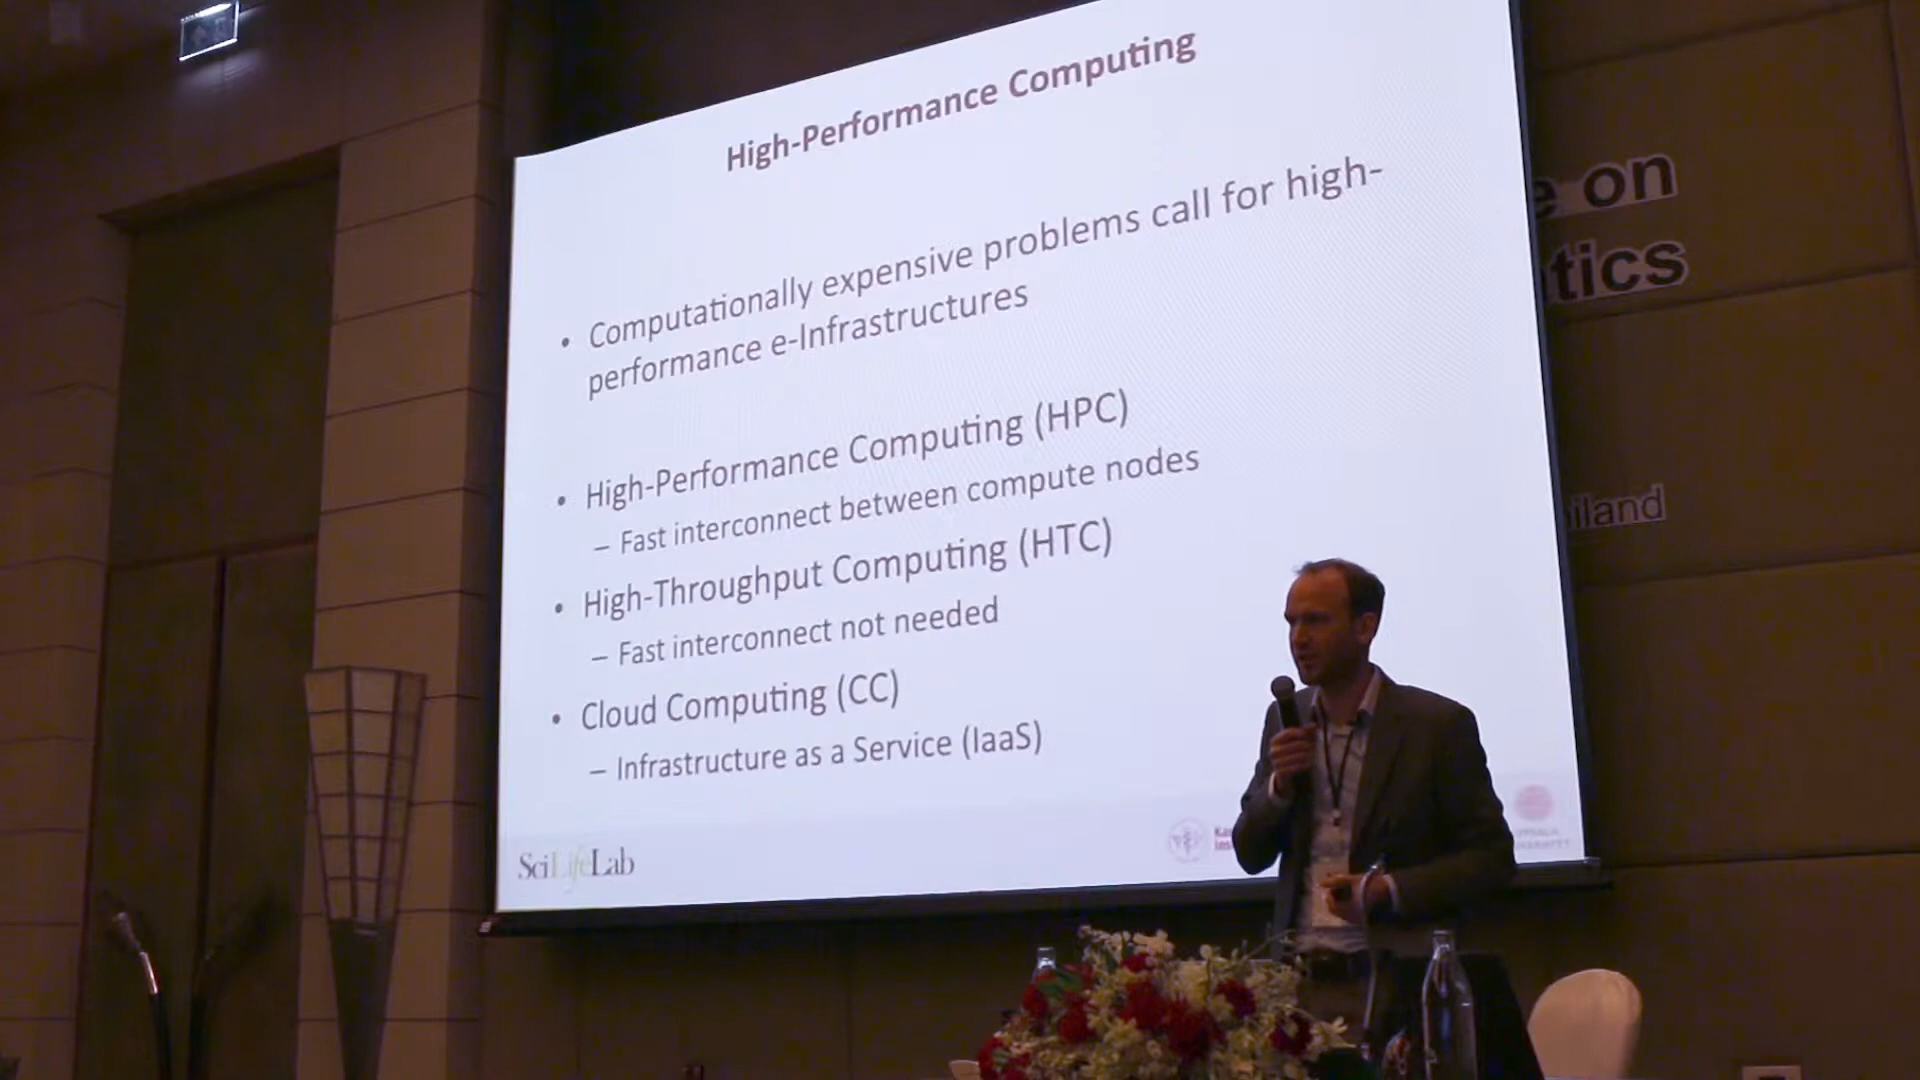 High-Performance Computing
• Computationally expensive problems call for high-
performance e-Infrastructures
• High-Performance Computing (HPC)
– Fast interconnect between compute nodes
• High-Throughput Computing (HTC)
– Fast interconnect not needed
• Cloud Computing (CC)
– Infrastructure as a Service (IaaS)
SciLifeLab
e on
tics
iland